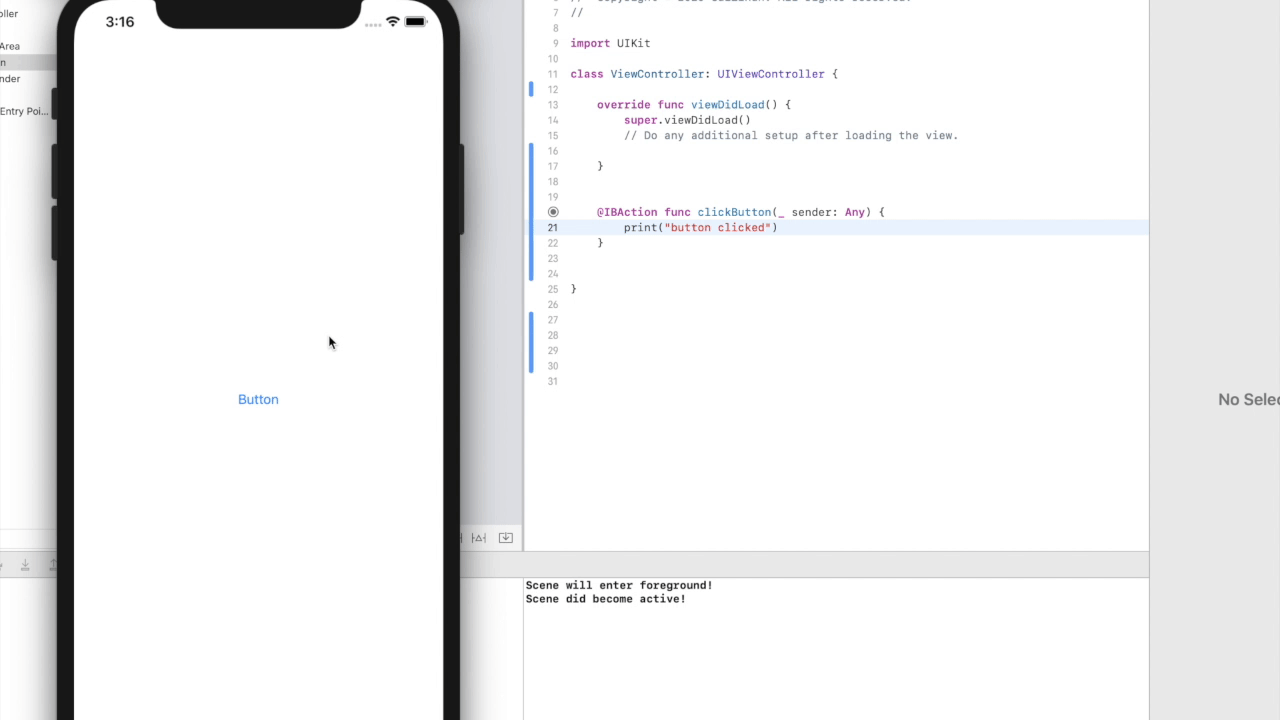 oller
Area
n
nder
Entry Poi...
3:16
Button
7 //
8
9 import UIKit
10
11 class ViewController: UIViewController {
12
13 override func viewDidLoad() {
14 super.viewDidLoad()
15 // Do any additional setup after loading the view.
16
17 }
18
19
@IBAction func clickButton(_ sender: Any) {
21 print("button clicked")
22 }
23
24
25 }
26
27
28
29
30
31
No Selec
Scene will enter foreground!
Scene did become active!